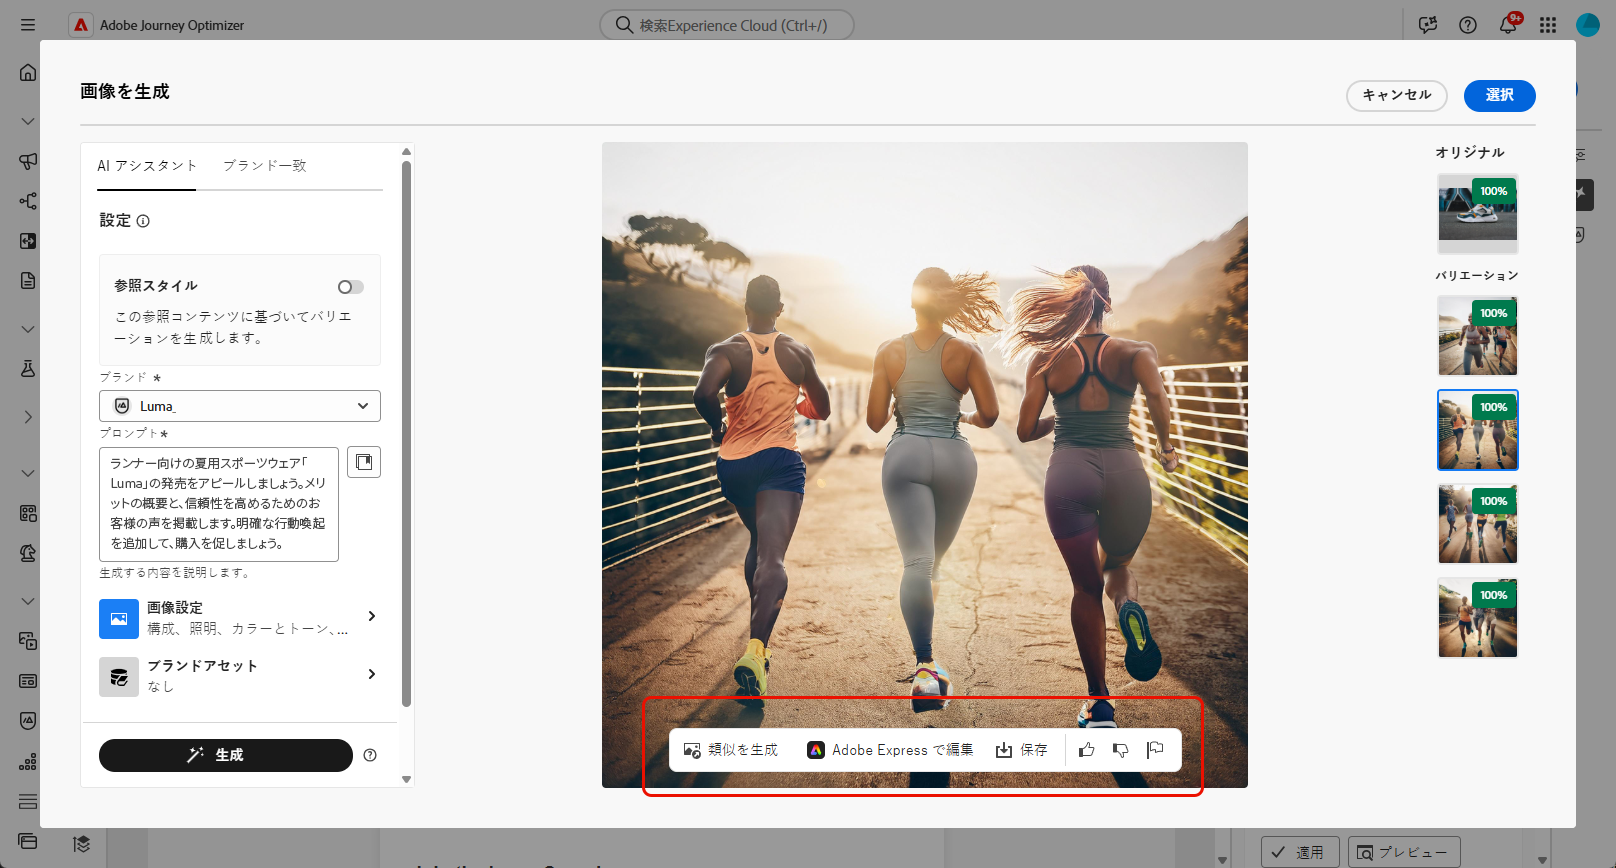 Adobe Journey Optimizer
検索Experience Cloud (Ctrl+/)
9+
画像を生成
キャンセル
選択
AI アシスタント
ブランド一致
設定
参照スタイル
この参照コンテンツに基づいてバリエ
ーションを生成します。
ブランド *
Luma_
プロンプト*
ランナー向けの夏用スポーツウェア「
Luma」の発売をアピールしましょう。メリ
ットの概要と、信頼性を高めるためのお
客様の声を掲載します。明確な行動喚起
を追加して、購入を促しましょう。
生成する内容を説明します。
画像設定
構成、照明、カラーとトーン、...
ブランドアセット
なし
生成
類似を生成
Adobe Express で編集
保存
オリジナル
100%
バリエーション
100%
100%
100%
100%
適用
プレビュー